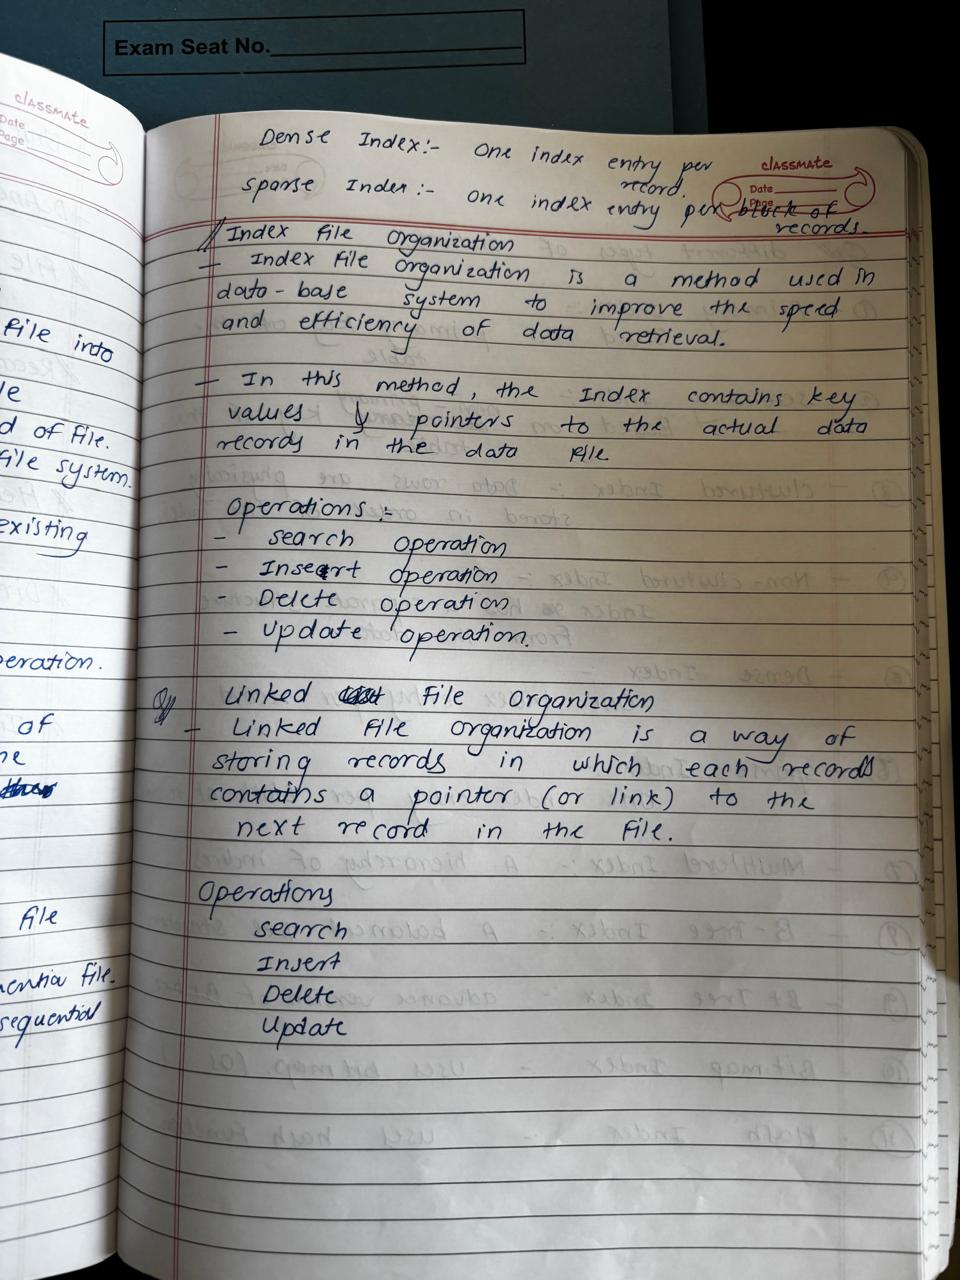 Exam Seat No.
classmate
Date
Page
file into
le
d of file.
file system.
existing
peration.
of
file
sequential
Dense Index:- One index entry per
record.
classmate
Date
Page
Sparse Index :- one index entry per block of
records.
Index file Organization
- Index File Organization is a method used in
data-base system to improve the speed
and efficiency of data retrieval.
- In this method, the Index contains key
values & pointers to the actual data
records in the data file
Operations :-
- Search operation
- Insert operation
- Delete operation
- Update operation.
Linked File Organization
- Linked File Organization is a way of
storing records in which each records
contains a pointer (or link) to the
next record in the file.
Operations
Search
Insert
Delete
Update